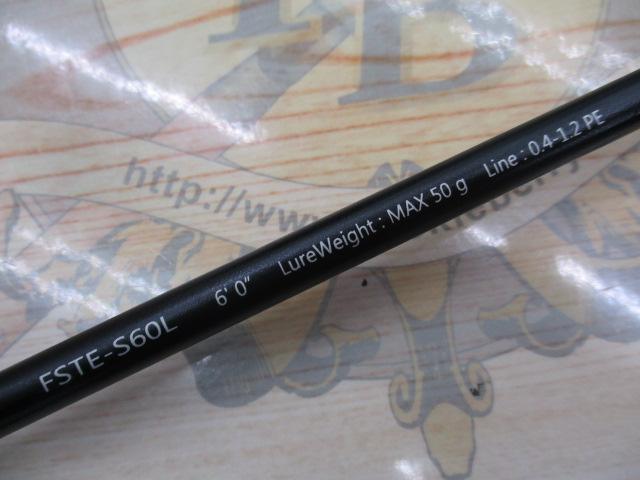 FSTE-S60L 6' 0" LureWeight : MAX 50 g Line : 0.4-1.2 PE
B
http://www.